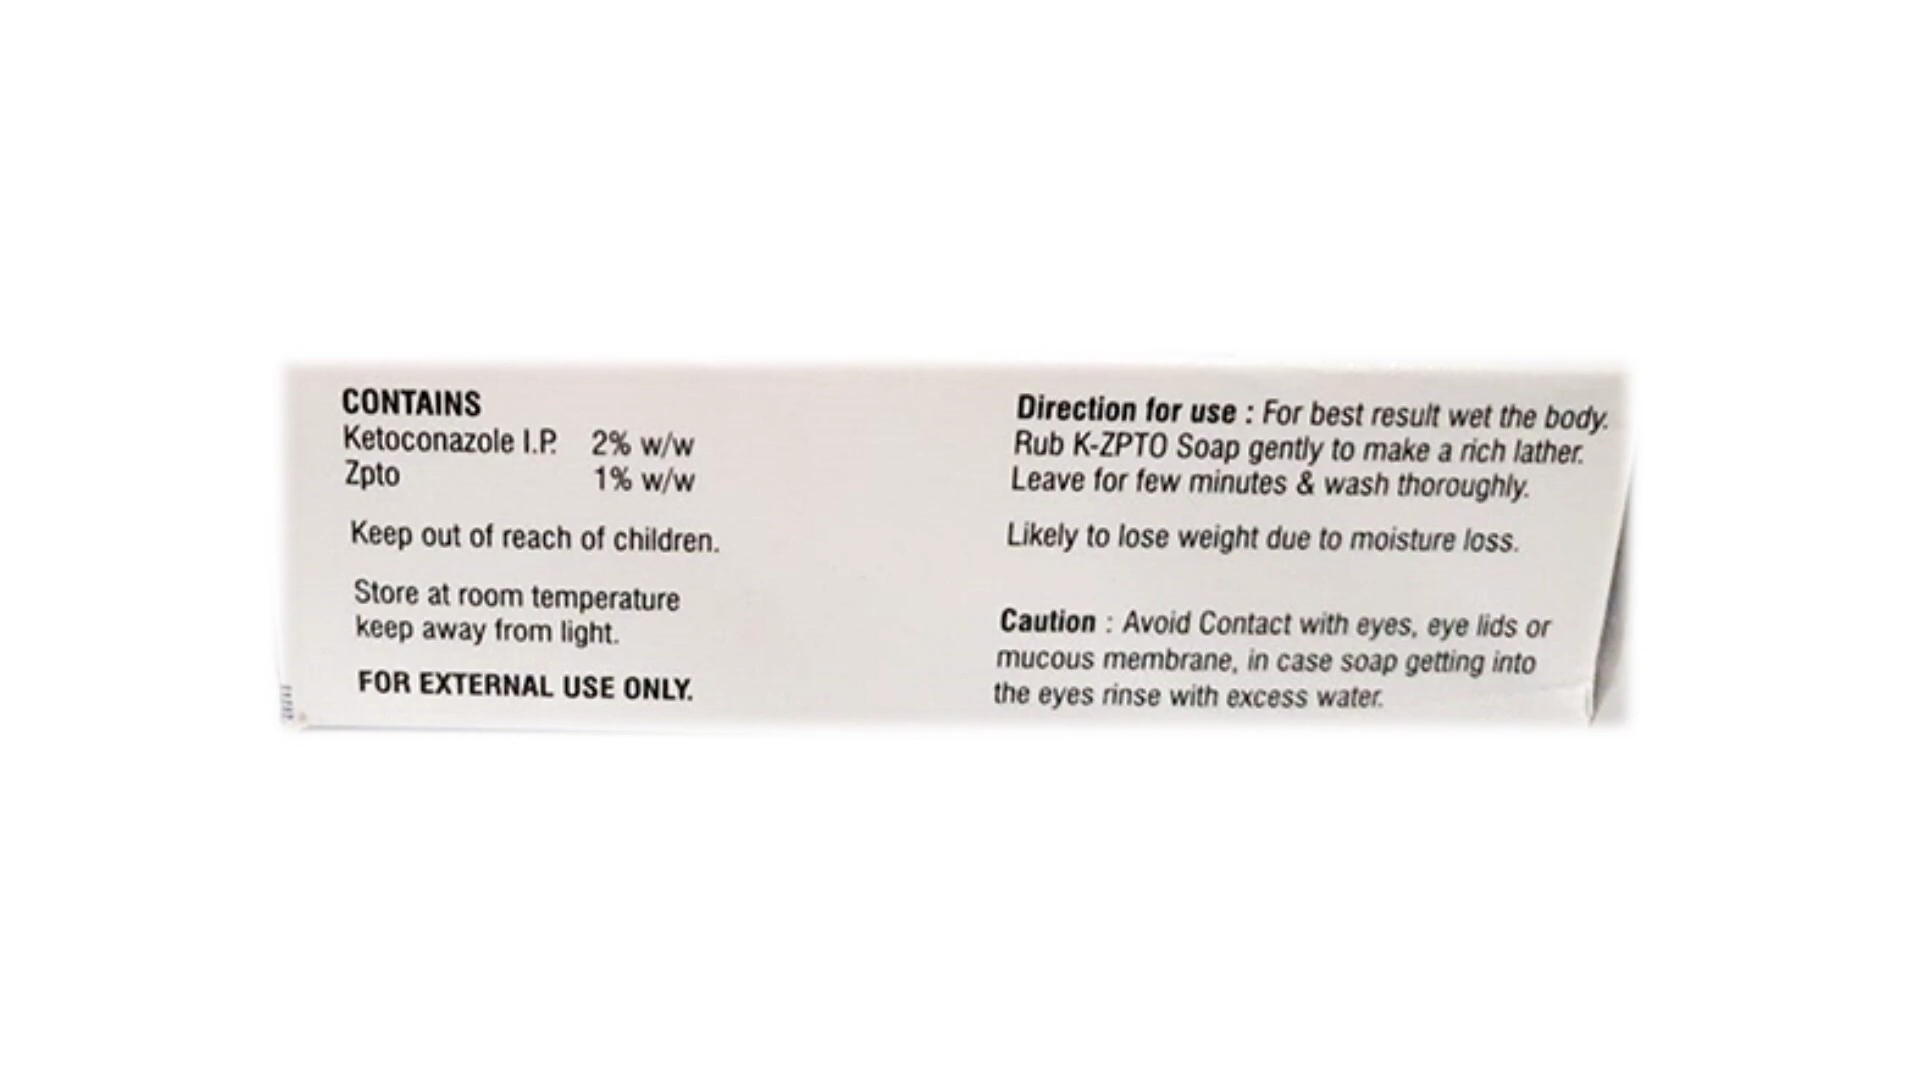 CONTAINS
Ketoconazole I.P. 2% w/w
Zpto 1% w/w
Keep out of reach of children.
Store at room temperature
keep away from light.
FOR EXTERNAL USE ONLY.
Direction for use : For best result wet the body.
Rub K-ZPTO Soap gently to make a rich lather.
Leave for few minutes & wash thoroughly.
Likely to lose weight due to moisture loss.
Caution : Avoid Contact with eyes, eye lids or
mucous membrane, in case soap getting into
the eyes rinse with excess water.